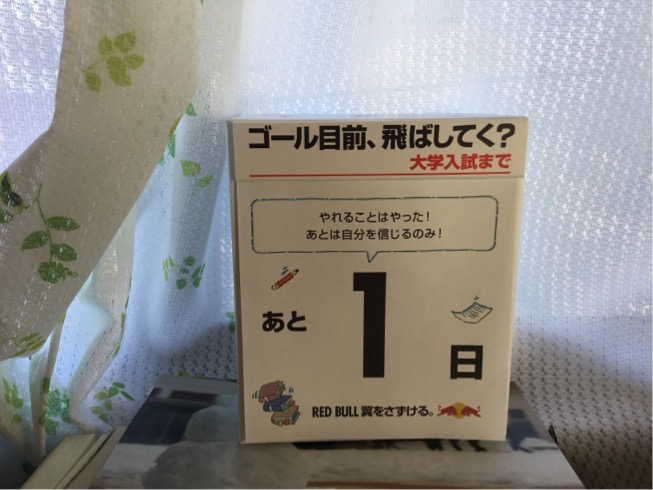 ゴール目前、飛ばしてく?
大学入試まで
やれることはやった!
あとは自分を信じるのみ!
あと
1
日
RED BULL 翼をさずける。